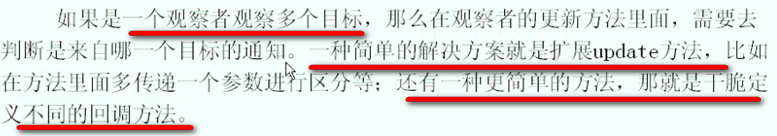 如果是一个观察者观察多个目标，那么在观察者的更新方法里面，需要去
判断是来自哪一个目标的通知。一种简单的解决方案就是扩展update方法，比如
在方法里面多传递一个参数进行区分等；还有一种更简单的方法，那就是干脆定
义不同的回调方法。